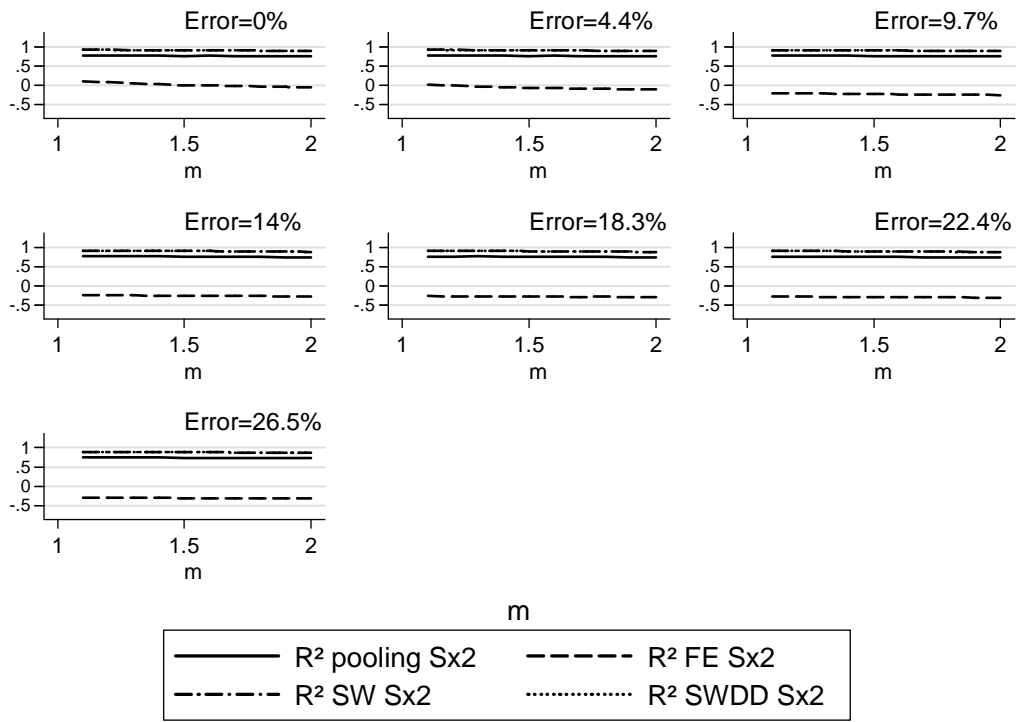 Error=0%
1
.5
0
-.5
1 1.5 2
m
Error=4.4%
1
.5
0
-.5
1 1.5 2
m
Error=9.7%
1
.5
0
-.5
1 1.5 2
m
Error=14%
1
.5
0
-.5
1 1.5 2
m
Error=18.3%
1
.5
0
-.5
1 1.5 2
m
Error=22.4%
1
.5
0
-.5
1 1.5 2
m
Error=26.5%
1
.5
0
-.5
1 1.5 2
m
m
R² pooling Sx2 R² FE Sx2
R² SW Sx2 R² SWDD Sx2